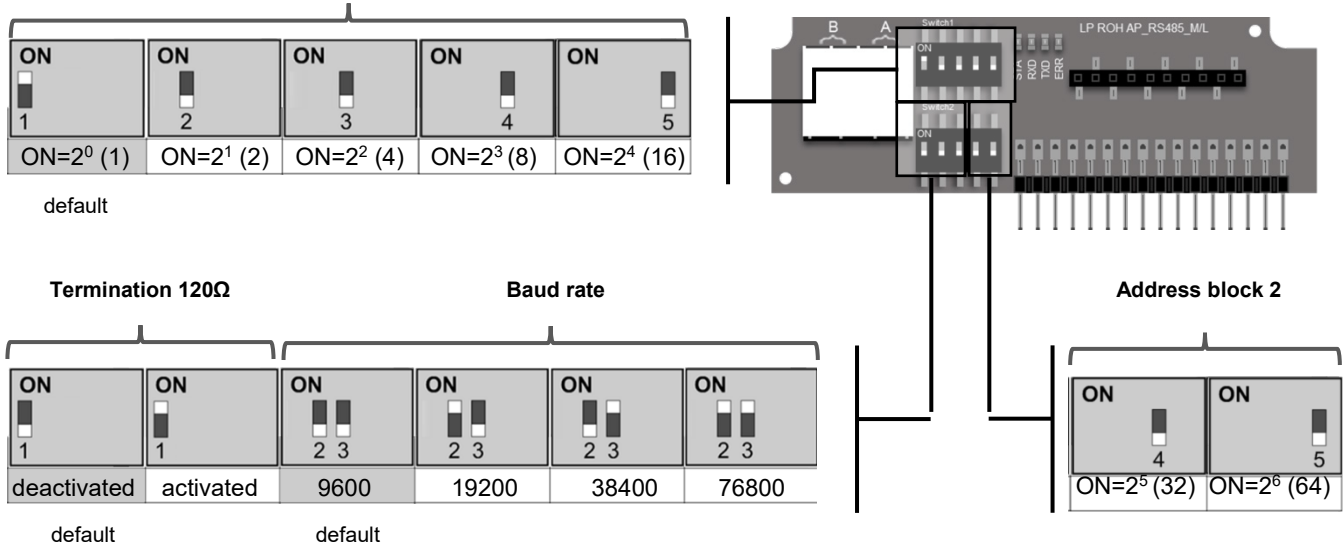 ON ON ON ON ON
1 2 3 4 5
ON=2⁰ (1) ON=2¹ (2) ON=2² (4) ON=2³ (8) ON=2⁴ (16)
default
B A
Switch1
ON
LP ROH AP_RS485_M/L
STA RXD TXD ERR
Switch2
ON
Termination 120Ω Baud rate Address block 2
ON ON ON ON ON ON
1 1 2 3 2 3 2 3 2 3
deactivated activated 9600 19200 38400 76800
default default
ON ON
4 5
ON=2⁵ (32) ON=2⁶ (64)